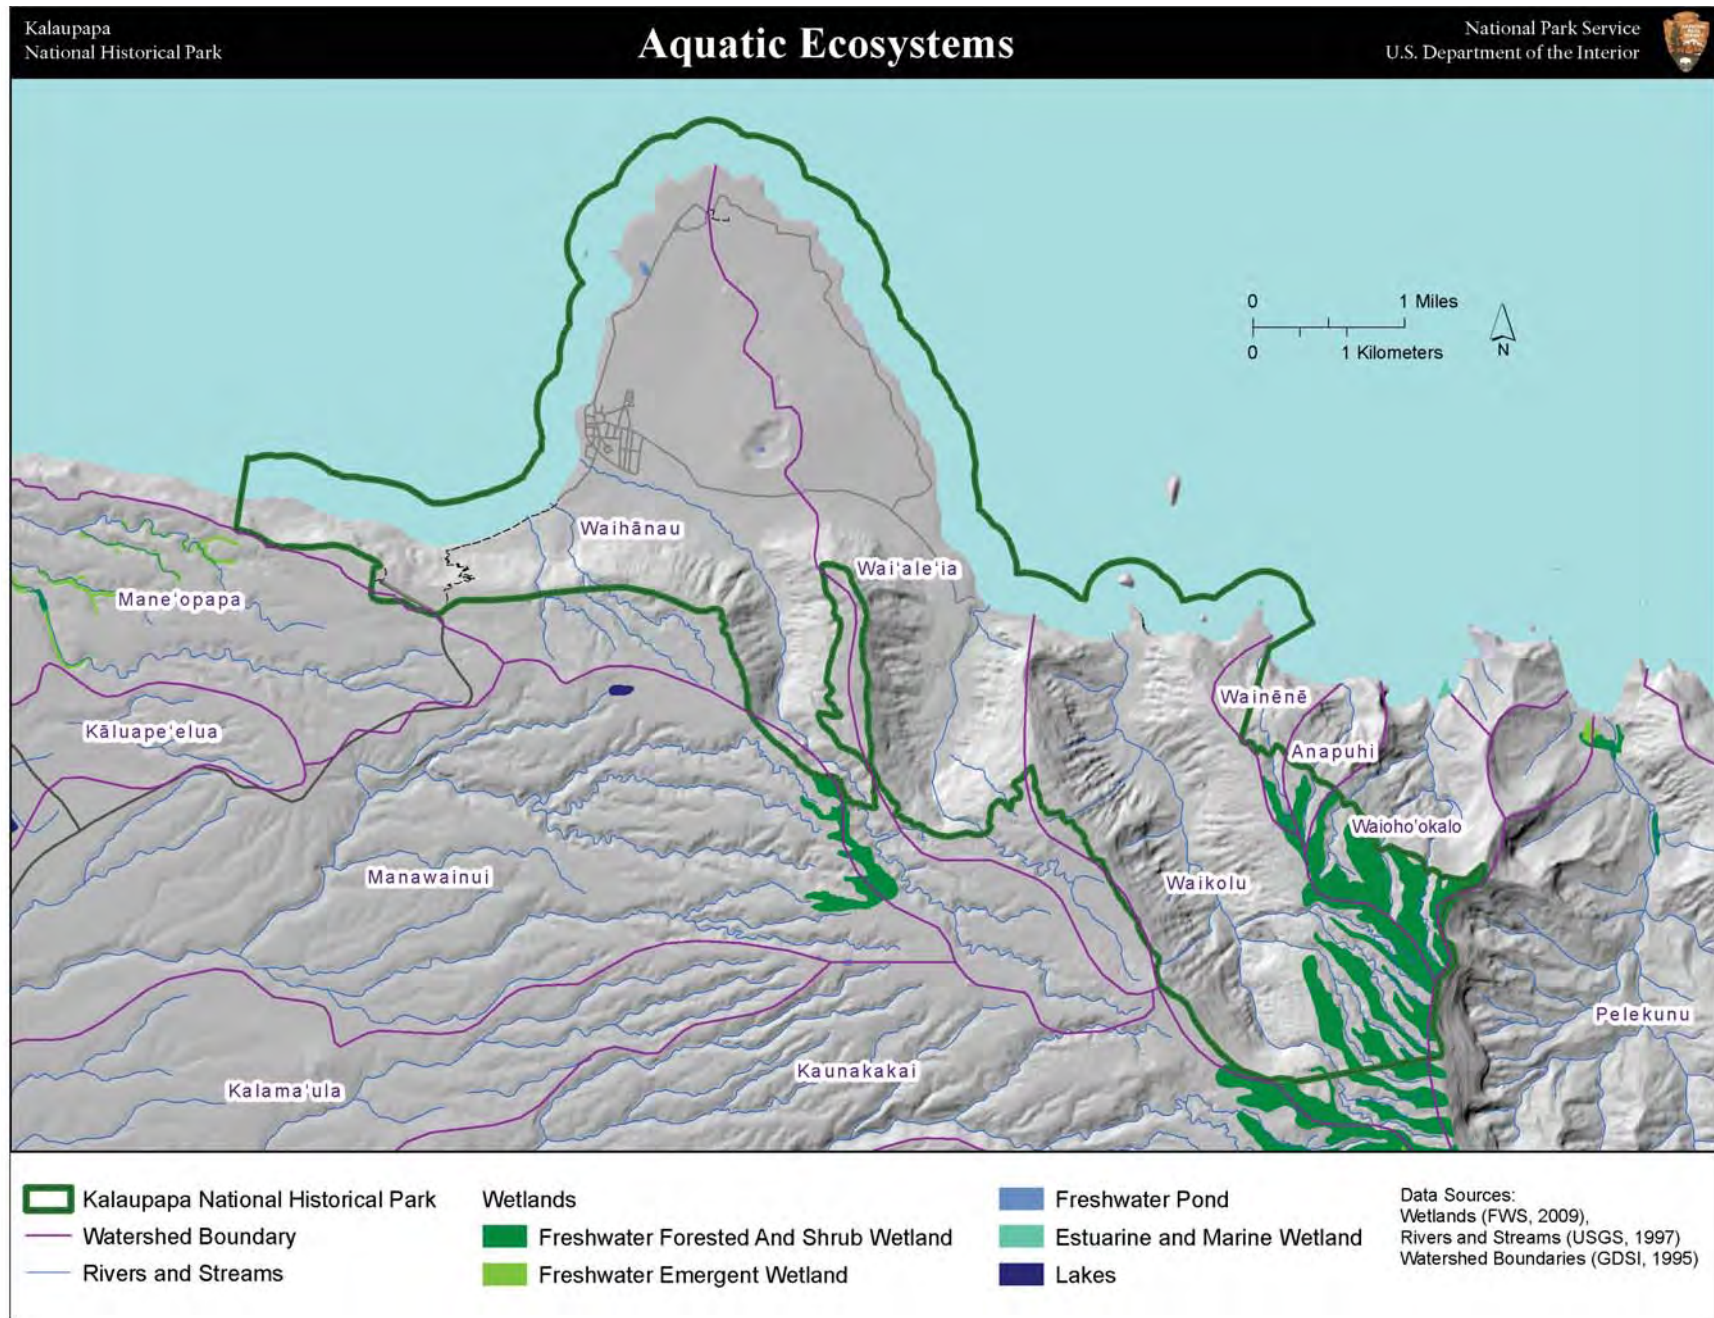 Kalaupapa
National Historical Park
Aquatic Ecosystems
National Park Service
U.S. Department of the Interior
0 1 Miles
0 1 Kilometers
N
Waihānau
Wai'ale'ia
Mane'opapa
Kāluape'elua
Wainēnē
Anapuhi
Waioho'okalo
Manawainui
Waikolu
Pelekunu
Kaunakakai
Kalama'ula
Kalaupapa National Historical Park
Watershed Boundary
Rivers and Streams
Wetlands
Freshwater Forested And Shrub Wetland
Freshwater Emergent Wetland
Freshwater Pond
Estuarine and Marine Wetland
Lakes
Data Sources:
Wetlands (FWS, 2009),
Rivers and Streams (USGS, 1997)
Watershed Boundaries (GDSI, 1995)